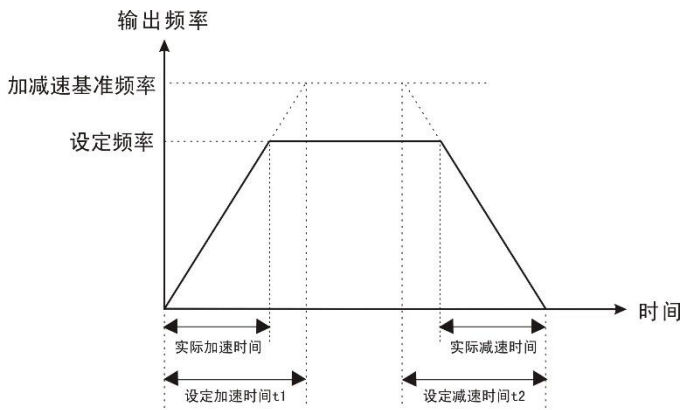 输出频率
加减速基准频率
设定频率
时间
实际加速时间
实际减速时间
设定加速时间t1
设定减速时间t2